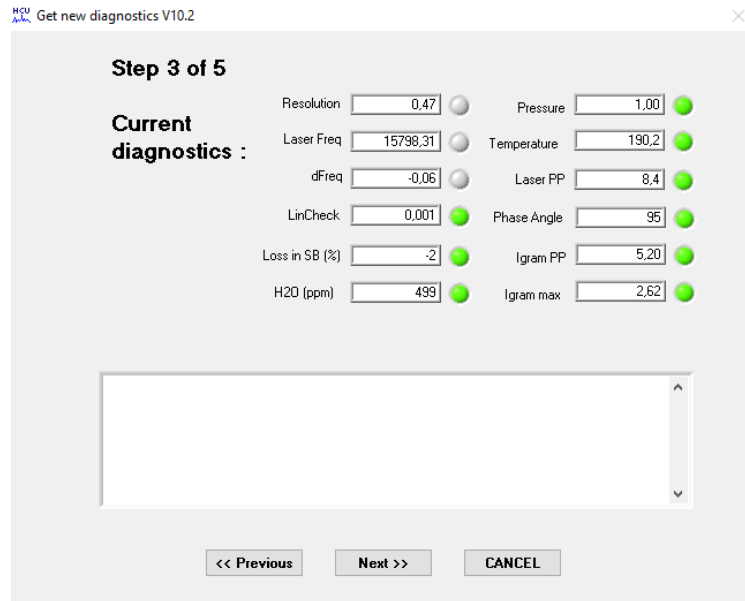 HCU
Get new diagnostics V10.2
Step 3 of 5
Current
diagnostics :
Resolution 0,47
Laser Freq 15798,31
dFreq -0,06
LinCheck 0,001
Loss in SB (%) -2
H2O (ppm) 499
Pressure 1,00
Temperature 190,2
Laser PP 8,4
Phase Angle 95
Igram PP 5,20
Igram max 2,62
<< Previous
Next >>
CANCEL